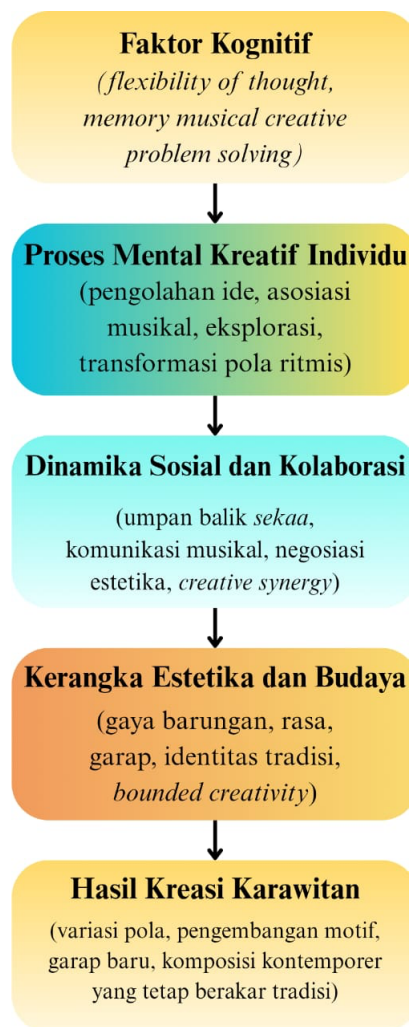 Faktor Kognitif
(flexibility of thought,
memory musical creative
problem solving)
Proses Mental Kreatif Individu
(pengolahan ide, asosiasi
musikal, eksplorasi,
transformasi pola ritmis)
Dinamika Sosial dan Kolaborasi
(umpan balik sekaa,
komunikasi musikal, negosiasi
estetika, creative synergy)
Kerangka Estetika dan Budaya
(gaya barungan, rasa,
garap, identitas tradisi,
bounded creativity)
Hasil Kreasi Karawitan
(variasi pola, pengembangan motif,
garap baru, komposisi kontemporer
yang tetap berakar tradisi)